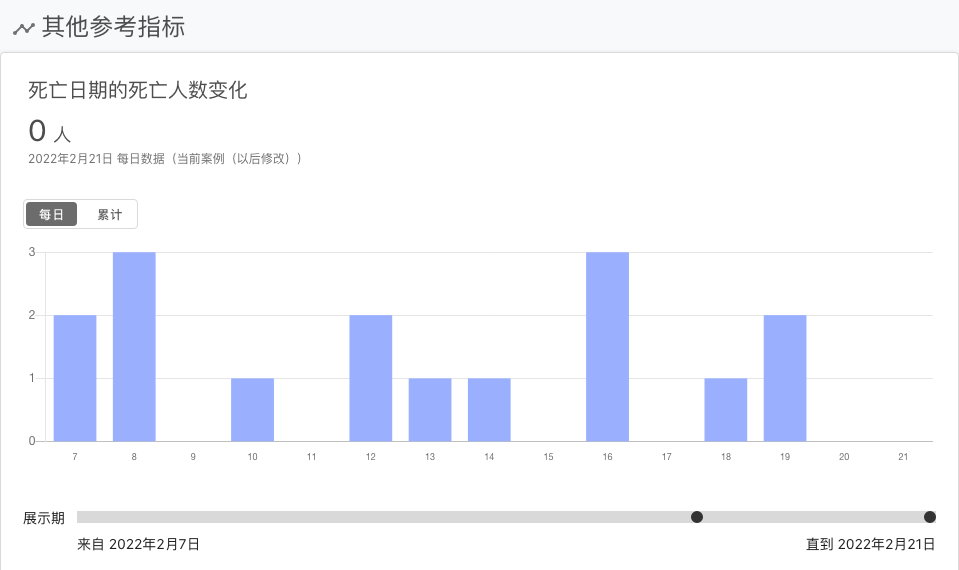 其他参考指标
死亡日期的死亡人数变化
0 人
2022年2月21日 每日数据（当前案例（以后修改））
每日 累计
3
2
1
0
7 8 9 10 11 12 13 14 15 16 17 18 19 20 21
展示期
来自 2022年2月7日 直到 2022年2月21日